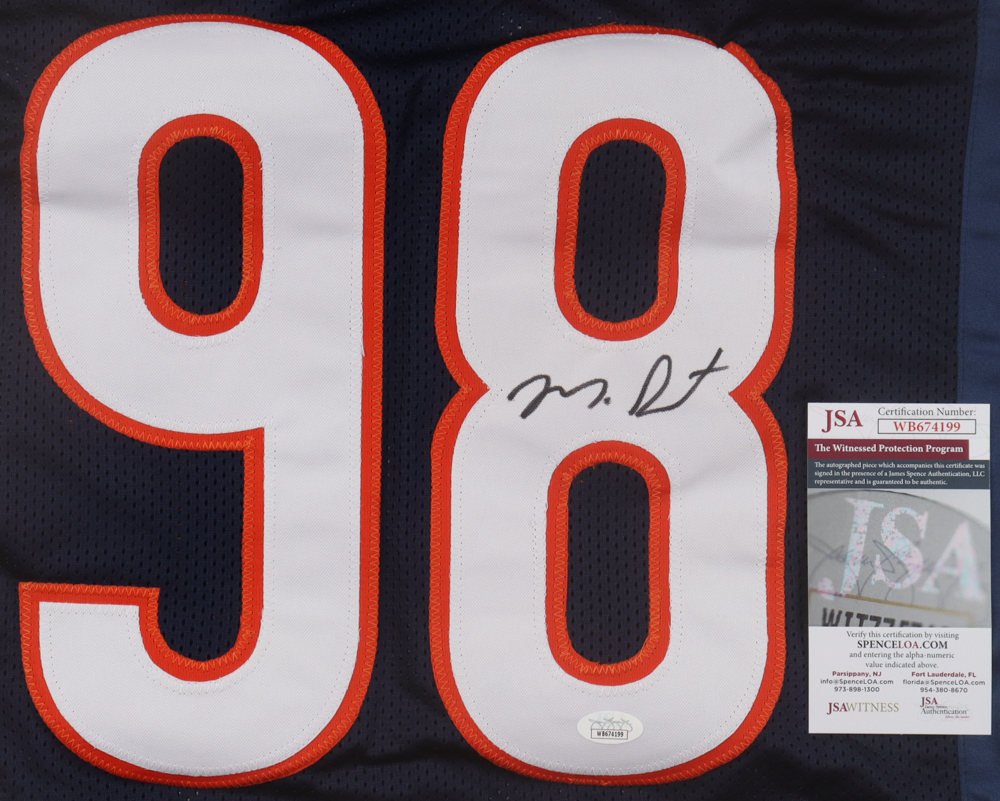 98
JSA
Certification Number:
WB674199
The Witnessed Protection Program
The autographed piece which accompanies this certificate was
signed in the presence of a James Spence Authentication, LLC
representative and is guaranteed to be authentic.
JSA
Verify this certification by visiting
SPENCELOA.COM
and entering the alpha-numeric
value indicated above.
Parsippany, NJ
info@SpenceLOA.com
973-898-1300
Fort Lauderdale, FL
florida@SpenceLOA.com
954-380-8670
JSAWITNESS
JSA
Authentication
WB674199